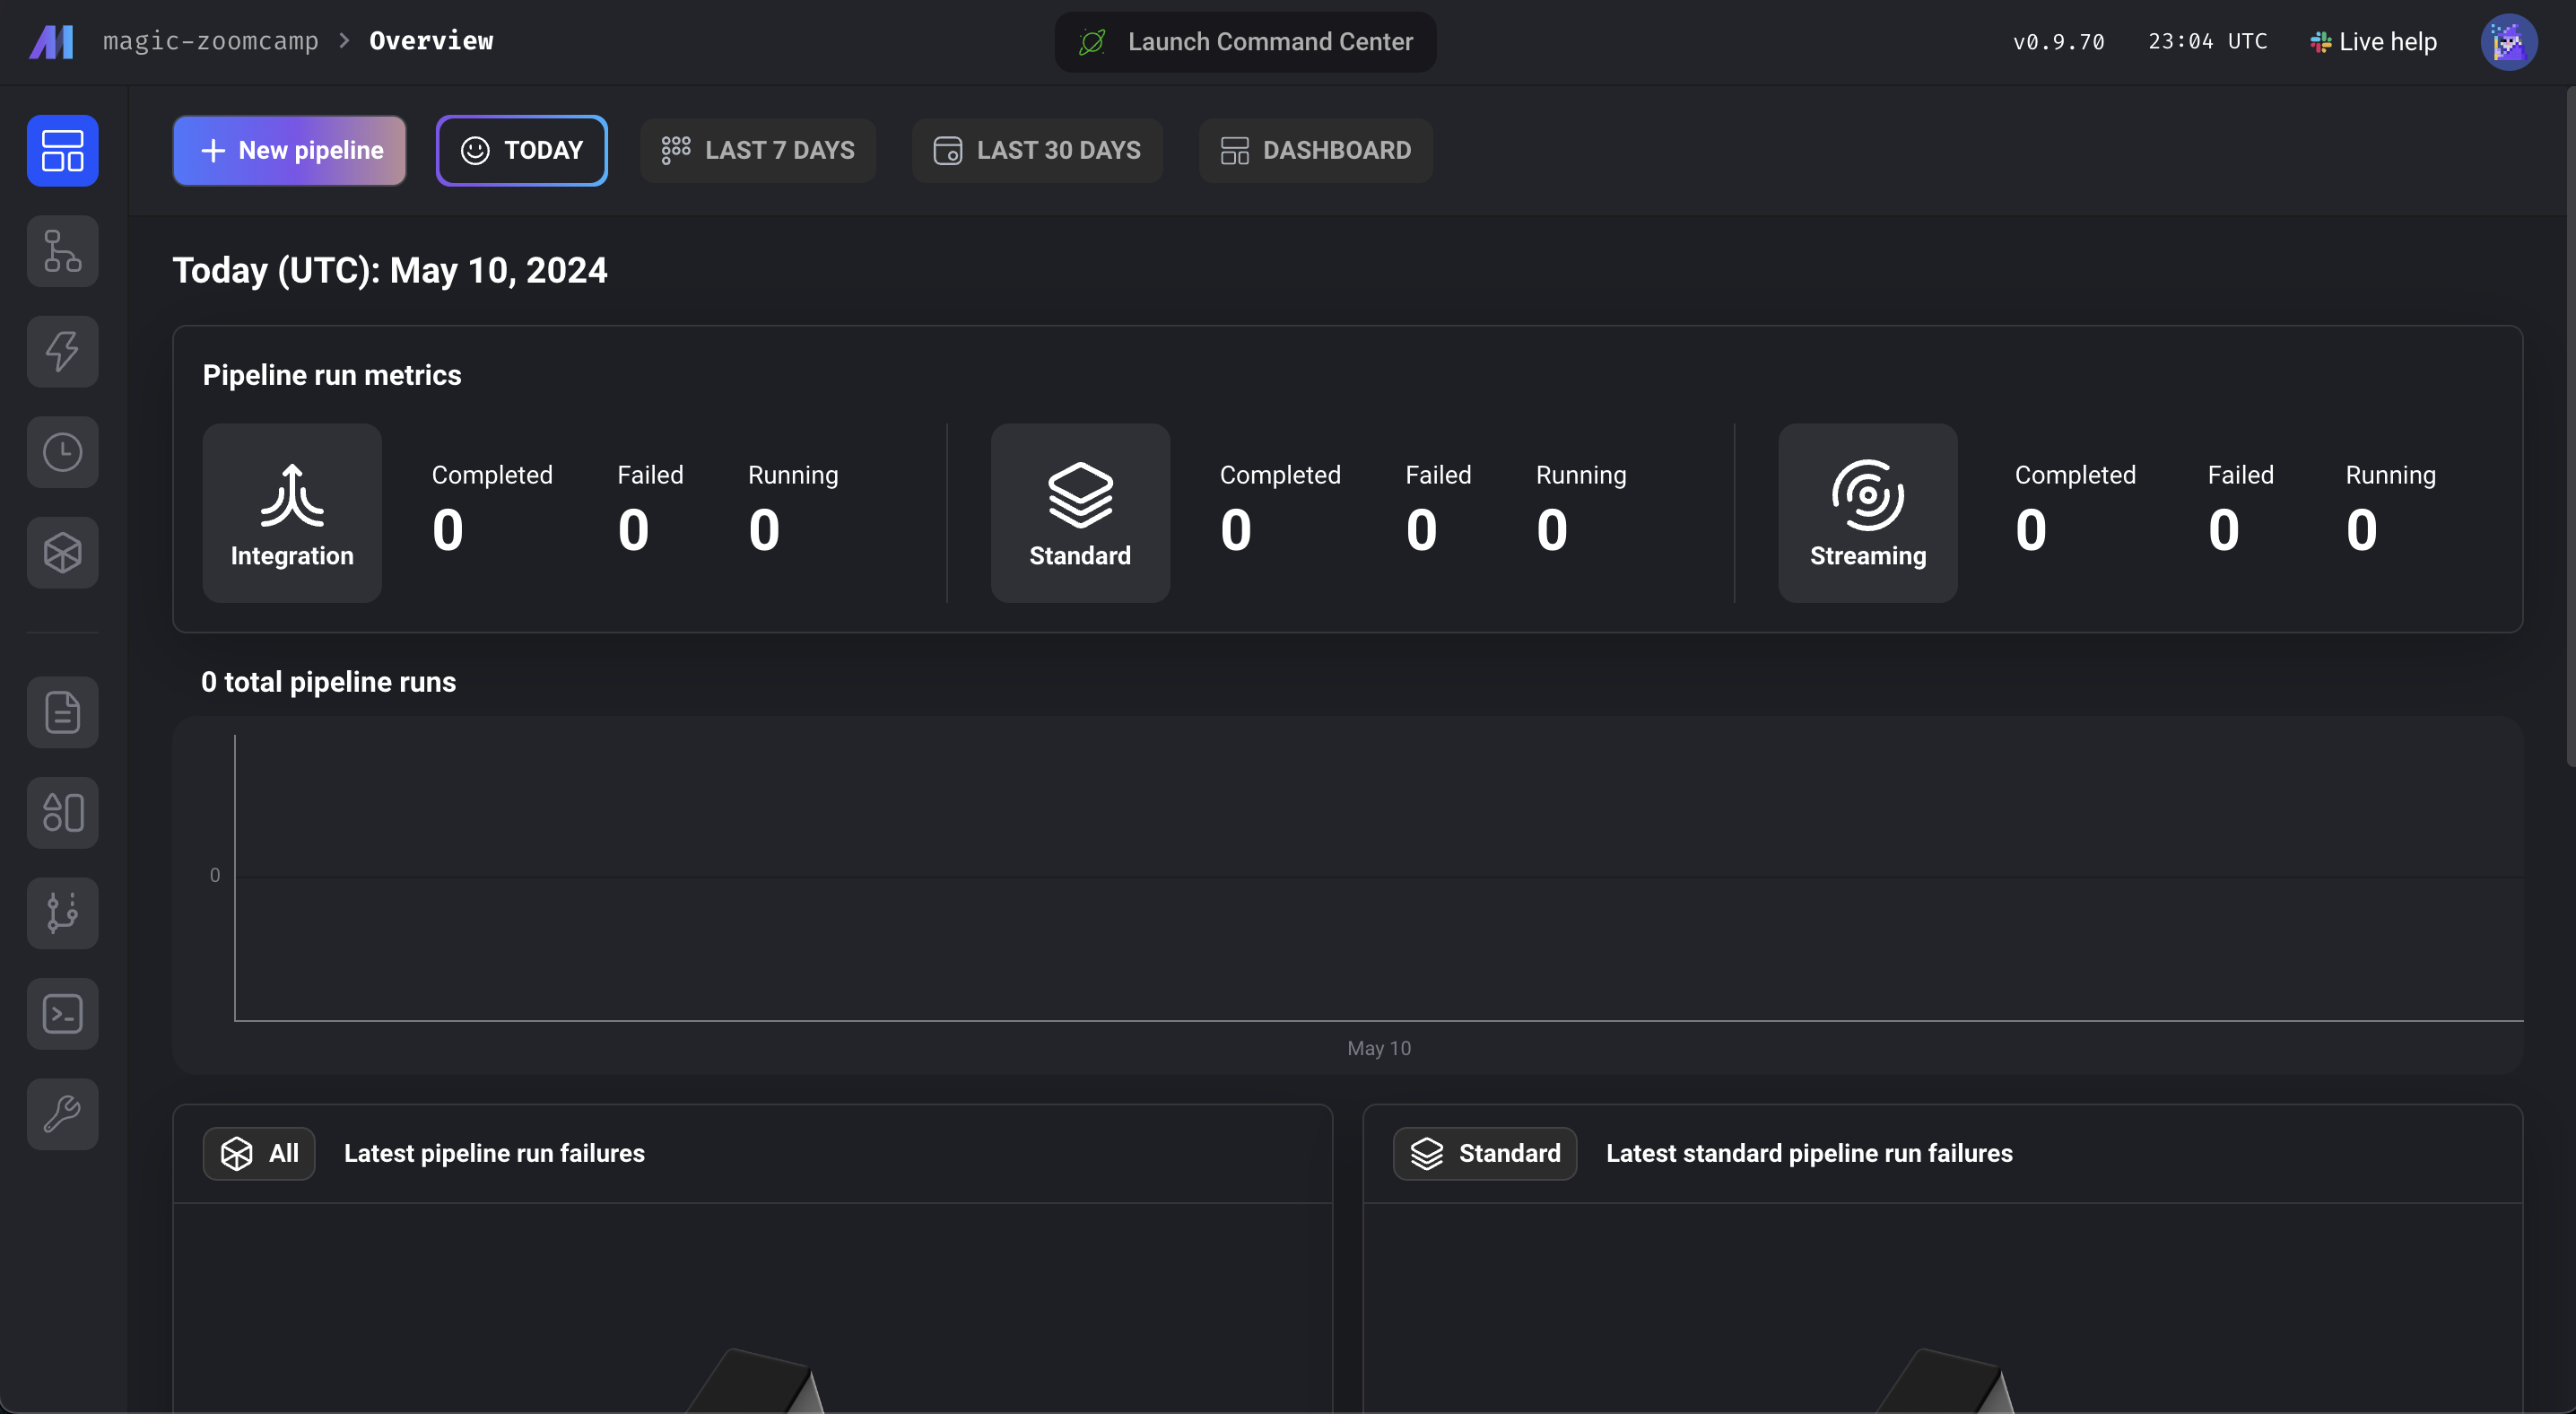 magic-zoomcamp > Overview
Launch Command Center
v0.9.70
23:04 UTC
Live help
New pipeline
TODAY
LAST 7 DAYS
LAST 30 DAYS
DASHBOARD
Today (UTC): May 10, 2024
Pipeline run metrics
Integration
Completed Failed Running
0 0 0
Standard
Completed Failed Running
0 0 0
Streaming
Completed Failed Running
0 0 0
0 total pipeline runs
0
May 10
All
Latest pipeline run failures
Standard
Latest standard pipeline run failures